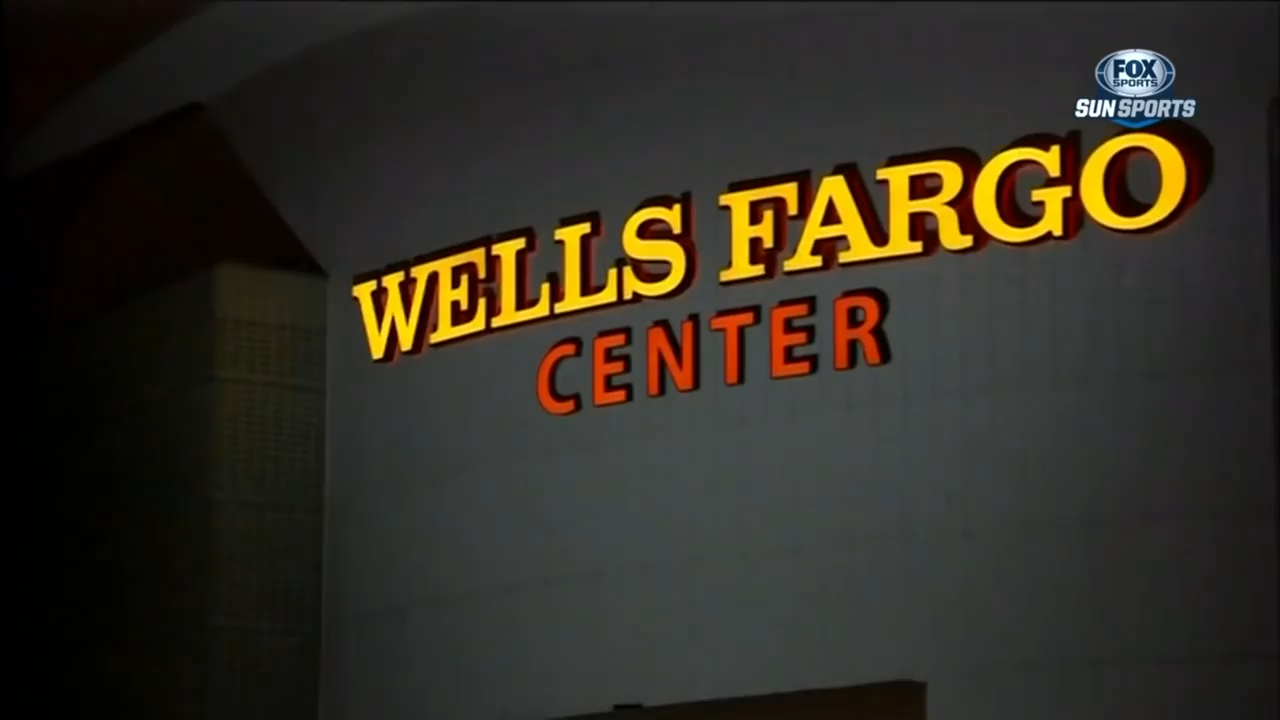 FOX
SPORTS
SUN SPORTS
WELLS FARGO
CENTER